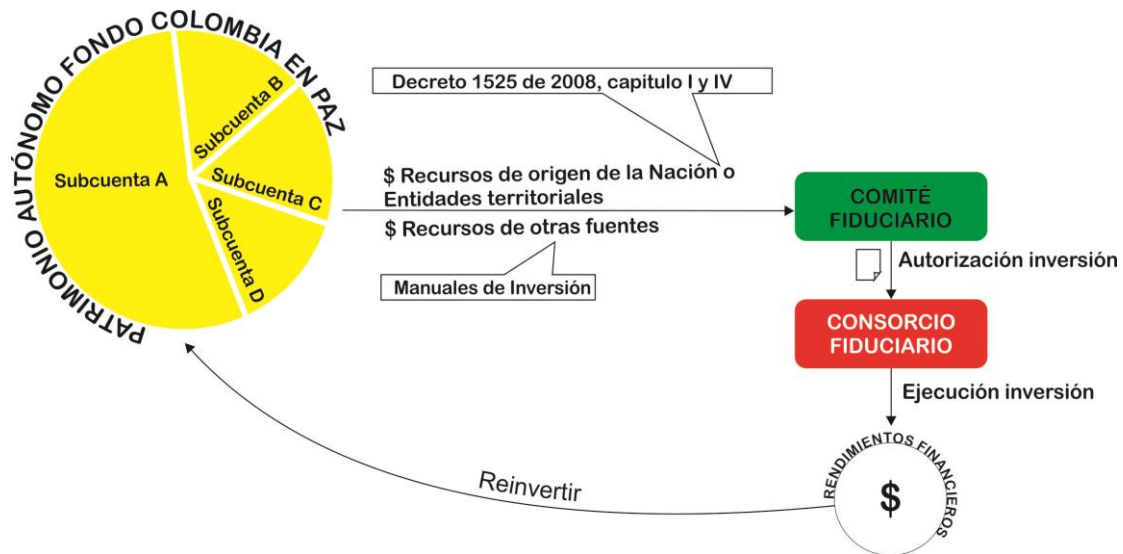 PATRIMONIO AUTÓNOMO FONDO COLOMBIA EN PAZ
Subcuenta A
Subcuenta B
Subcuenta C
Subcuenta D
Decreto 1525 de 2008, capitulo I y IV
$ Recursos de origen de la Nación o
Entidades territoriales
$ Recursos de otras fuentes
Manuales de Inversión
COMITÉ
FIDUCIARIO
Autorización inversión
CONSORCIO
FIDUCIARIO
Ejecución inversión
RENDIMIENTOS FINANCIEROS
$
Reinvertir